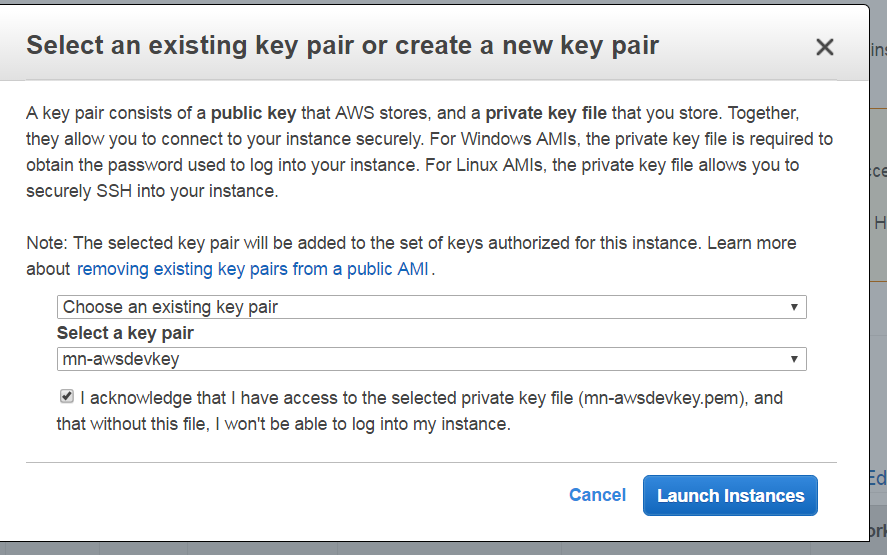 Select an existing key pair or create a new key pair
A key pair consists of a public key that AWS stores, and a private key file that you store. Together,
they allow you to connect to your instance securely. For Windows AMIs, the private key file is required to
obtain the password used to log into your instance. For Linux AMIs, the private key file allows you to
securely SSH into your instance.
Note: The selected key pair will be added to the set of keys authorized for this instance. Learn more
about removing existing key pairs from a public AMI.
Choose an existing key pair
Select a key pair
mn-awsdevkey
I acknowledge that I have access to the selected private key file (mn-awsdevkey.pem), and
that without this file, I won't be able to log into my instance.
Cancel Launch Instances